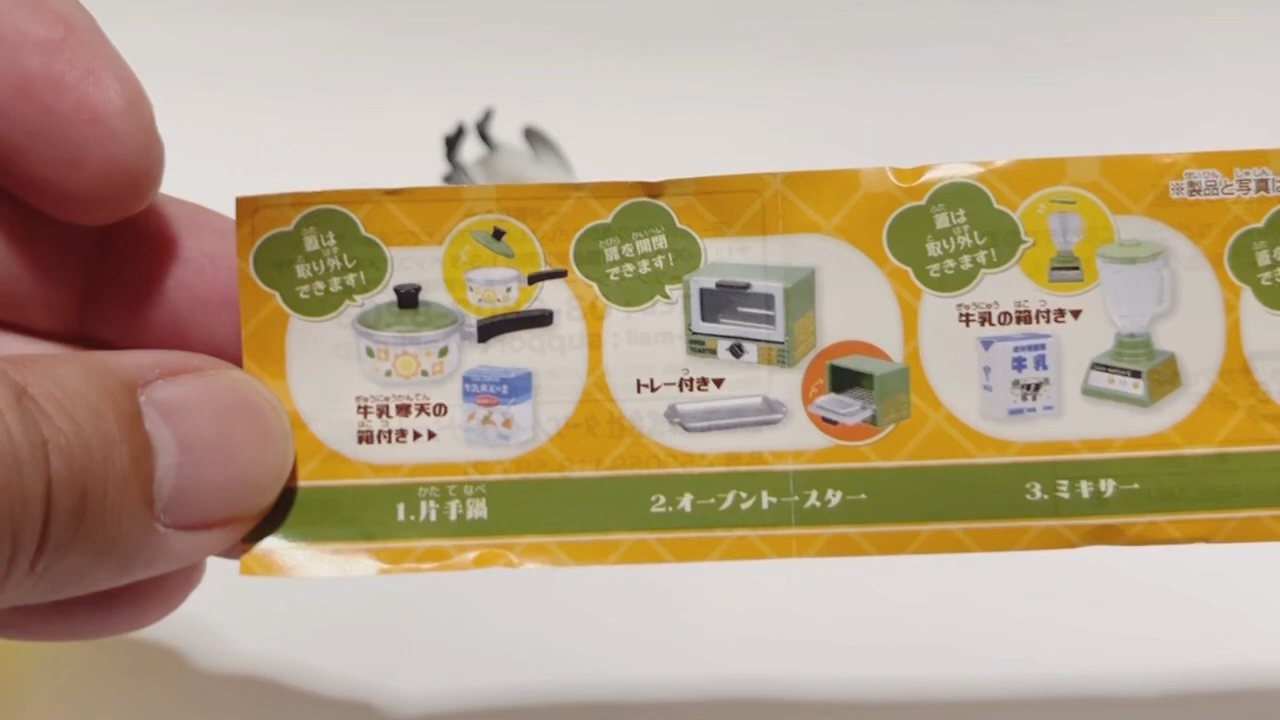 ※製品と写真は
蓋は
取り外し
できます!
牛乳寒天の
箱付き▶▶
1.片手鍋
扉を開閉
できます!
OVEN
TOASTER
トレー付き▼
2.オーブントースター
蓋は
取り外し
できます!
牛乳の箱付き▼
牛乳
3.ミキサー